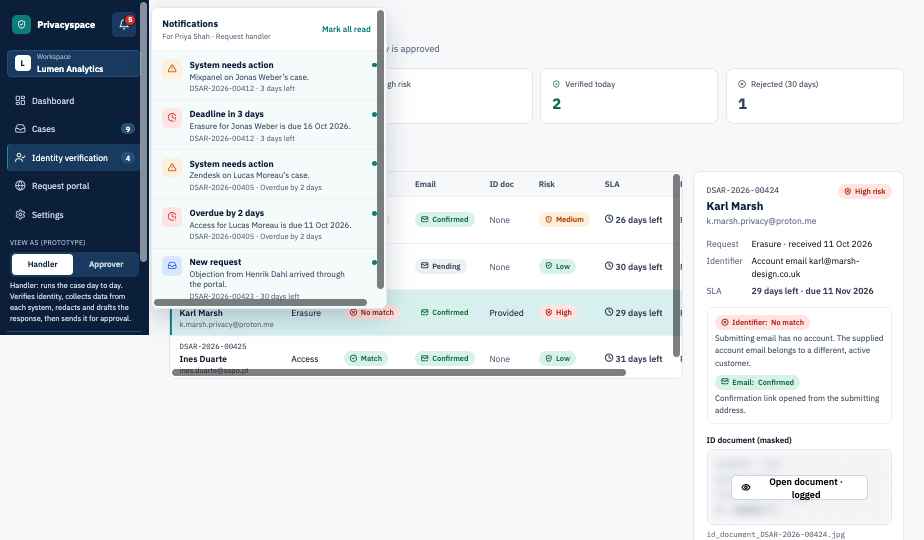 Privacyspace
5
Workspace
L
Lumen Analytics
Dashboard
Cases
9
Identity verification
4
Request portal
Settings
VIEW AS (PROTOTYPE)
Handler
Approver
Handler: runs the case day to day.
Verifies identity, collects data from
each system, redacts and drafts the
response, then sends it for approval.
Notifications
For Priya Shah · Request handler
Mark all read
System needs action
Mixpanel on Jonas Weber's case.
DSAR-2026-00412 · 3 days left
Deadline in 3 days
Erasure for Jonas Weber is due 16 Oct 2026.
DSAR-2026-00412 · 3 days left
System needs action
Zendesk on Lucas Moreau's case.
DSAR-2026-00405 · Overdue by 2 days
Overdue by 2 days
Access for Lucas Moreau is due 11 Oct 2026.
DSAR-2026-00405 · Overdue by 2 days
New request
Objection from Henrik Dahl arrived through
the portal.
DSAR-2026-00423 · 30 days left
is approved
gh risk
Verified today
2
Rejected (30 days)
1
Email
ID doc
Risk
SLA
Confirmed
None
Medium
26 days left
Pending
None
Low
30 days left
Karl Marsh
k.marsh.privacy@proton.me
Erasure
No match
Confirmed
Provided
High
29 days left
DSAR-2026-00425
Ines Duarte
ines.duarte@sapo.pt
Access
Match
Confirmed
None
Low
31 days left
DSAR-2026-00424
High risk
Karl Marsh
k.marsh.privacy@proton.me
Request
Erasure · received 11 Oct 2026
Identifier
Account email karl@marsh-
design.co.uk
SLA
29 days left · due 11 Nov 2026
Identifier: No match
Submitting email has no account. The supplied
account email belongs to a different, active
customer.
Email: Confirmed
Confirmation link opened from the submitting
address.
ID document (masked)
Open document ·
logged
id_document_DSAR-2026-00424.jpg